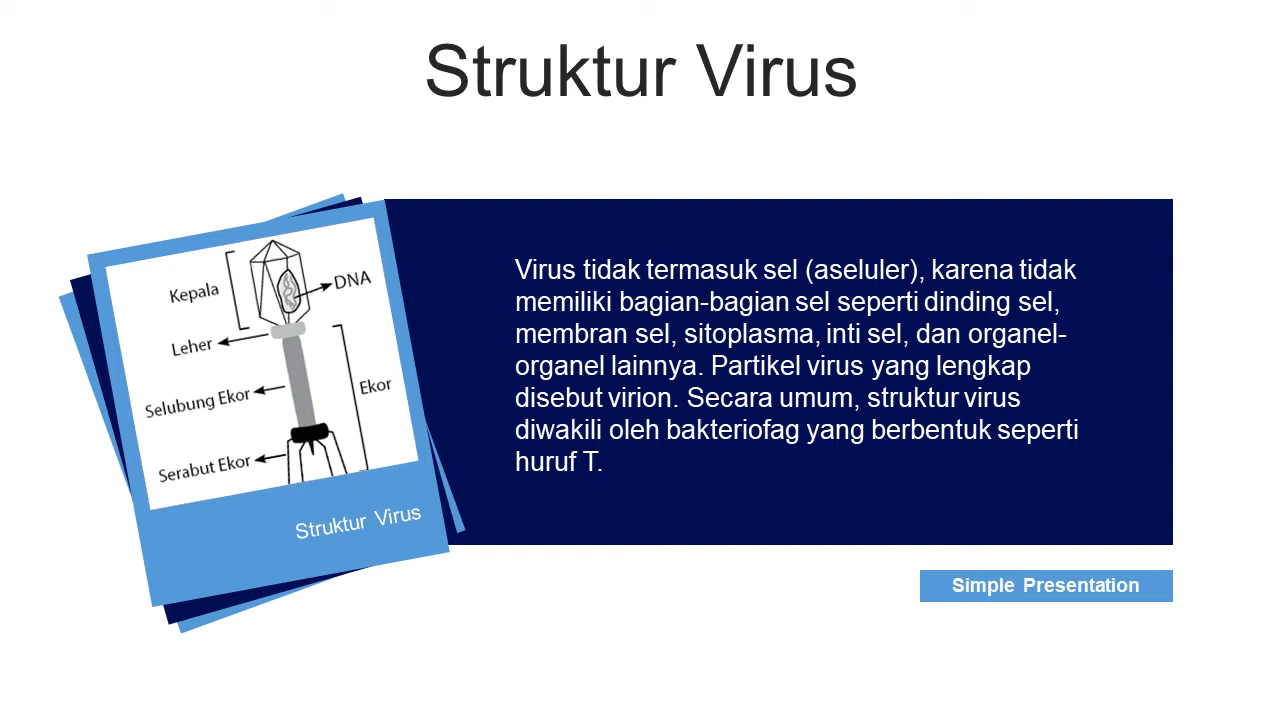 Struktur Virus
Kepala
DNA
Leher
Selubung Ekor
Ekor
Serabut Ekor
Struktur Virus
Virus tidak termasuk sel (aseluler), karena tidak
memiliki bagian-bagian sel seperti dinding sel,
membran sel, sitoplasma, inti sel, dan organel-
organel lainnya. Partikel virus yang lengkap
disebut virion. Secara umum, struktur virus
diwakili oleh bakteriofag yang berbentuk seperti
huruf T.
Simple Presentation